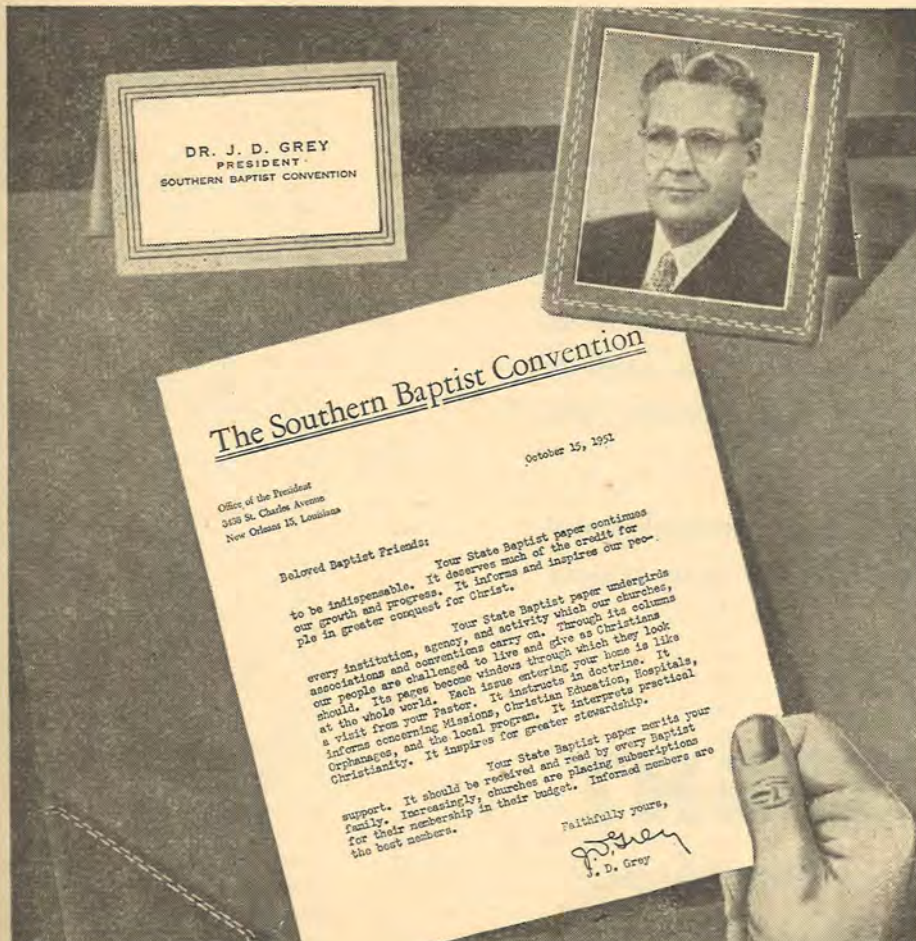 DR. J. D. GREY
PRESIDENT
SOUTHERN BAPTIST CONVENTION
The Southern Baptist Convention
October 15, 1951
Office of the President
3458 St. Charles Avenue
New Orleans 15, Louisiana
Beloved Baptist Friends:
Your State Baptist paper continues
to be indispensable. It deserves much of the credit for
our growth and progress. It informs and inspires our peo-
ple in greater conquest for Christ.
Your State Baptist paper undergirds
every institution, agency, and activity which our churches,
associations and conventions carry on. Through its columns
our people are challenged to live and give as Christians
should. Its pages become windows through which they look
at the whole world. Each issue entering your home is like
a visit from your Pastor. It instructs in doctrine. It
informs concerning Missions, Christian Education, Hospitals,
Orphanages, and the local program. It interprets practical
Christianity. It inspires for greater stewardship.
Your State Baptist paper merits your
support. It should be received and read by every Baptist
family. Increasingly, churches are placing subscriptions
for their membership in their budget. Informed members are
the best members.
Faithfully yours,
J. D. Grey
J. D. Grey